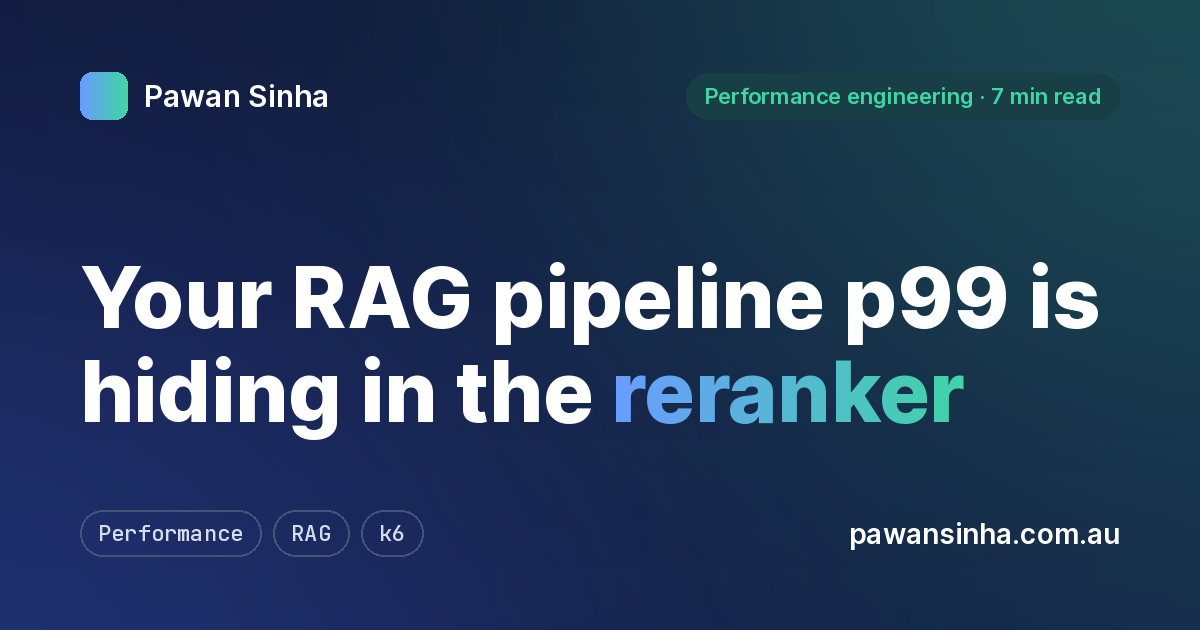 Pawan Sinha
Performance engineering · 7 min read
Your RAG pipeline p99 is
hiding in the reranker
Performance
RAG
k6
pawansinha.com.au